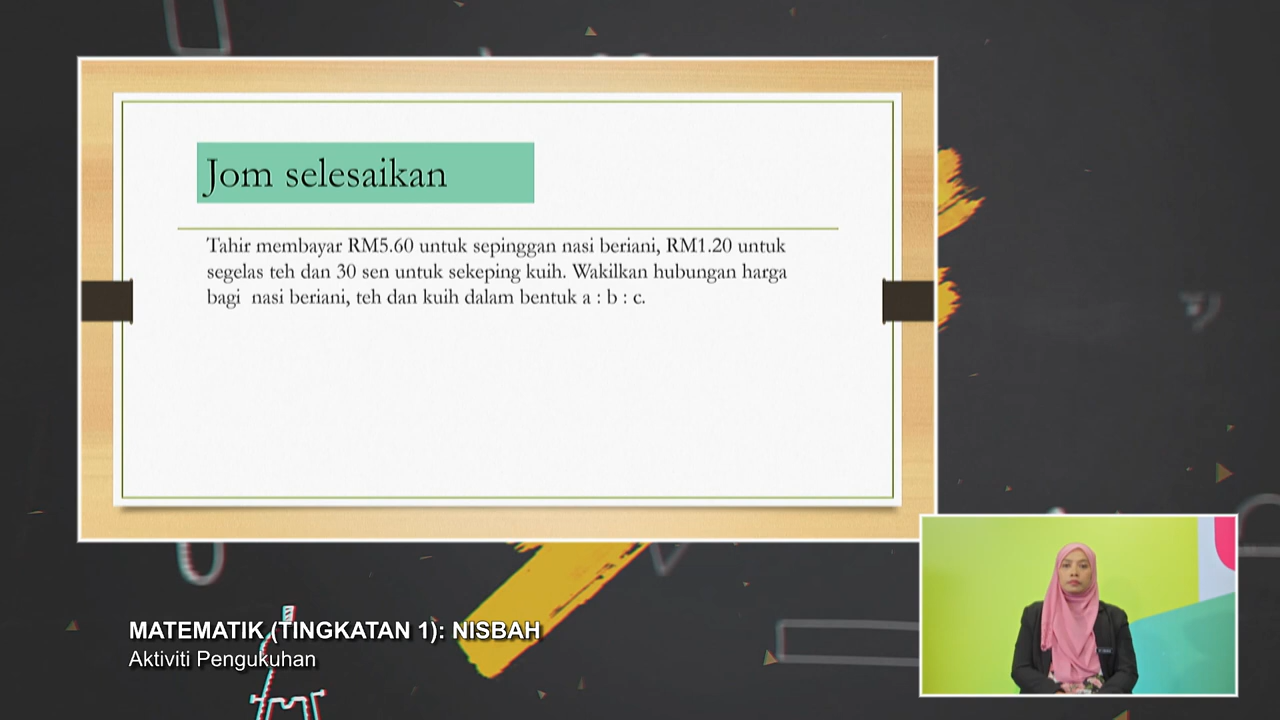 Jom selesaikan
Tahir membayar RM5.60 untuk sepinggan nasi beriani, RM1.20 untuk
segelas teh dan 30 sen untuk sekeping kuih. Wakilkan hubungan harga
bagi  nasi beriani, teh dan kuih dalam bentuk a : b : c.
MATEMATIK (TINGKATAN 1): NISBAH
Aktiviti Pengukuhan